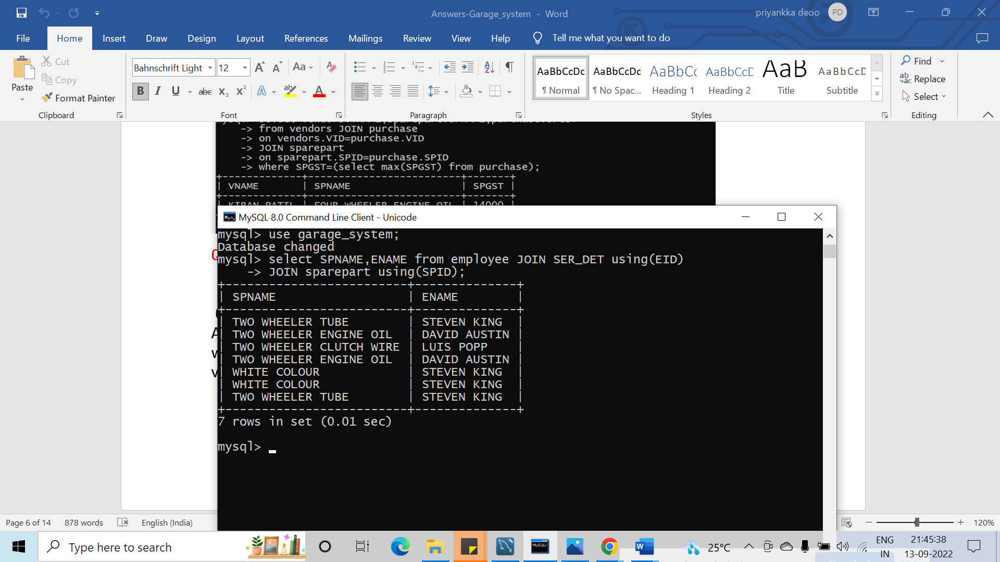 Answers-Garage_system - Word
priyankka deoo PD
File Home Insert Draw Design Layout References Mailings Review View Help Tell me what you want to do
Paste
Cut
Copy
Format Painter
Clipboard
Bahnschrift Light 12
Font
Paragraph
AaBbCcDc AaBbCcDc AaBbCc AaBbCcD AaB AaBbCcD
¶ Normal ¶ No Spac... Heading 1 Heading 2 Title Subtitle
Styles
Find
Replace
Select
Editing
-> from vendors JOIN purchase
-> on vendors.VID=purchase.VID
-> JOIN sparepart
-> on sparepart.SPID=purchase.SPID
-> where SPGST=(select max(SPGST) from purchase);
+-------------+--------------------------+-------+
| VNAME | SPNAME | SPGST |
+-------------+--------------------------+-------+
| KIRAN PATIL | FOUR WHEELER ENGINE OIL | 14000 |
MySQL 8.0 Command Line Client - Unicode
mysql> use garage_system;
Database changed
mysql> select SPNAME,ENAME from employee JOIN SER_DET using(EID)
-> JOIN sparepart using(SPID);
+-------------------------+--------------+
| SPNAME | ENAME |
+-------------------------+--------------+
| TWO WHEELER TUBE | STEVEN KING |
| TWO WHEELER ENGINE OIL | DAVID AUSTIN |
| TWO WHEELER CLUTCH WIRE | LUIS POPP |
| TWO WHEELER ENGINE OIL | DAVID AUSTIN |
| WHITE COLOUR | STEVEN KING |
| WHITE COLOUR | STEVEN KING |
| TWO WHEELER TUBE | STEVEN KING |
+-------------------------+--------------+
7 rows in set (0.01 sec)
mysql>
Page 6 of 14 878 words English (India)
120%
Type here to search
25°C
ENG
IN
21:45:38
13-09-2022